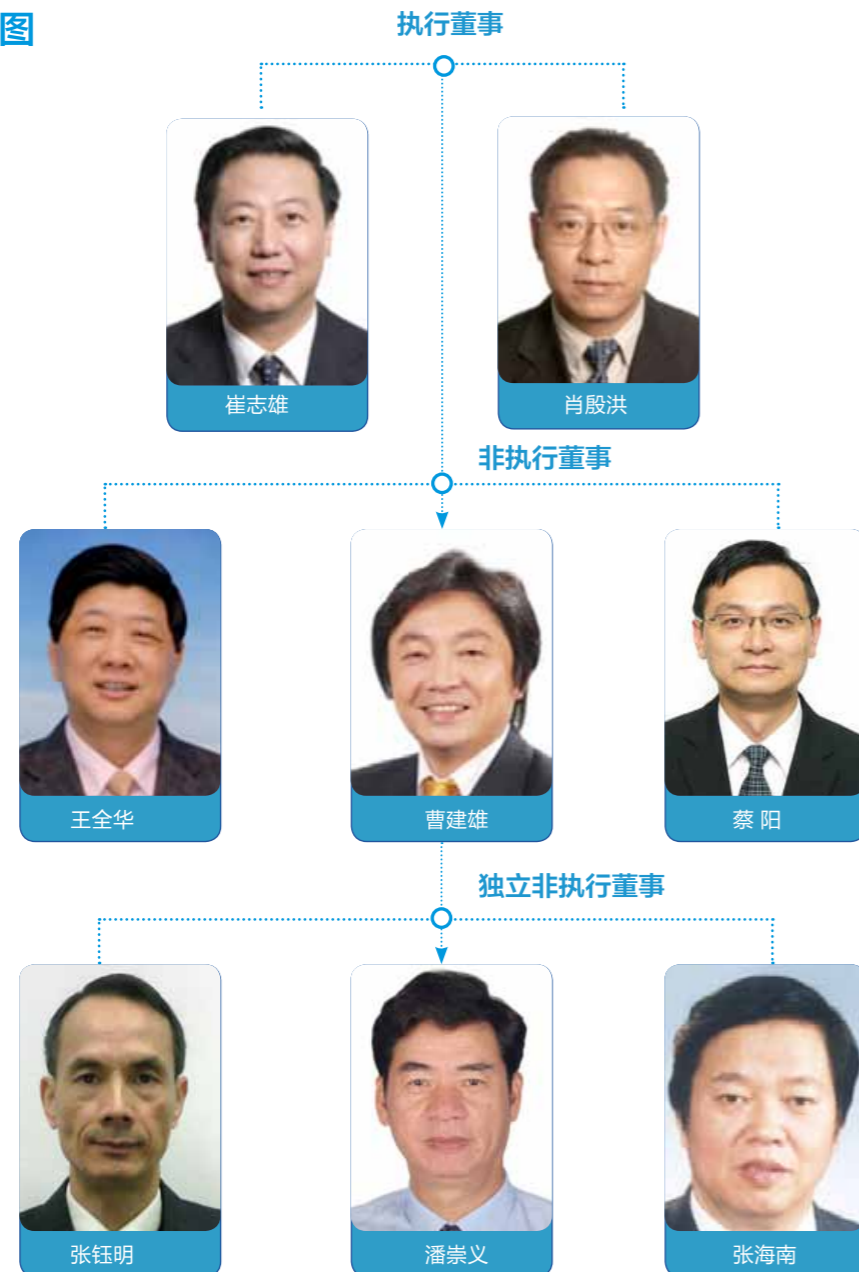 图
执行董事
崔志雄
肖殷洪
非执行董事
王全华
曹建雄
蔡 阳
独立非执行董事
张钰明
潘崇义
张海南